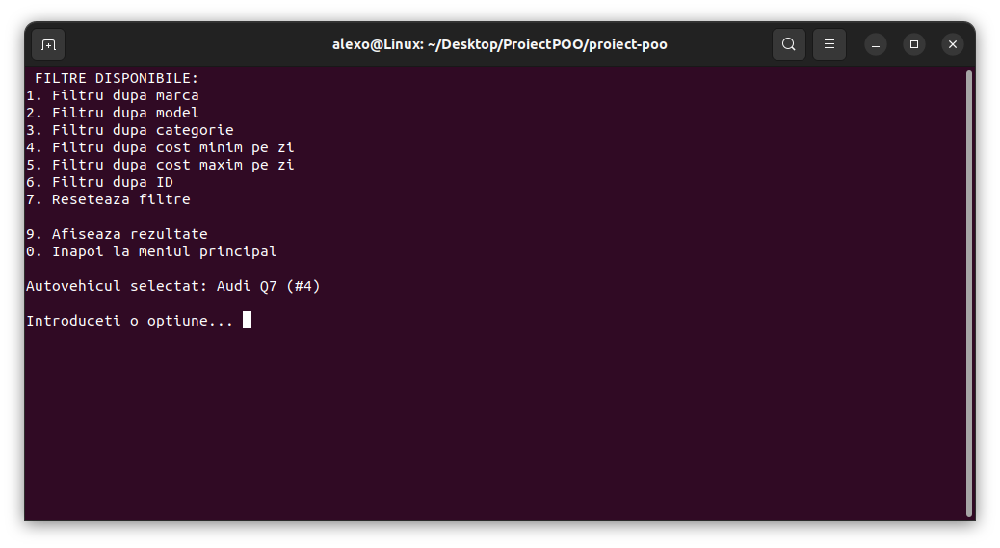 alexo@Linux: ~/Desktop/ProiectPOO/proiect-poo
FILTRE DISPONIBILE:
1. Filtru dupa marca
2. Filtru dupa model
3. Filtru dupa categorie
4. Filtru dupa cost minim pe zi
5. Filtru dupa cost maxim pe zi
6. Filtru dupa ID
7. Reseteaza filtre
9. Afiseaza rezultate
0. Inapoi la meniul principal
Autovehicul selectat: Audi Q7 (#4)
Introduceti o optiune...